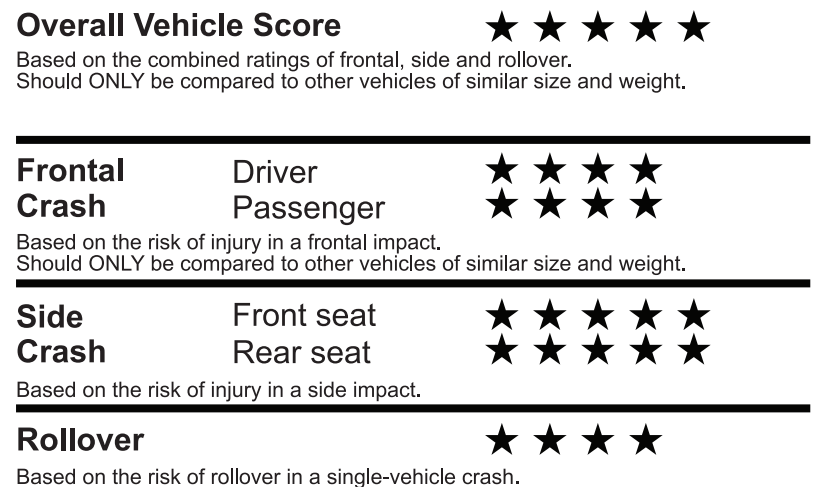 Overall Vehicle Score ★ ★ ★ ★ ★
Based on the combined ratings of frontal, side and rollover.
Should ONLY be compared to other vehicles of similar size and weight.
Frontal Driver ★ ★ ★ ★
Crash Passenger ★ ★ ★ ★
Based on the risk of injury in a frontal impact.
Should ONLY be compared to other vehicles of similar size and weight.
Side Front seat ★ ★ ★ ★ ★
Crash Rear seat ★ ★ ★ ★ ★
Based on the risk of injury in a side impact.
Rollover ★ ★ ★ ★
Based on the risk of rollover in a single-vehicle crash.